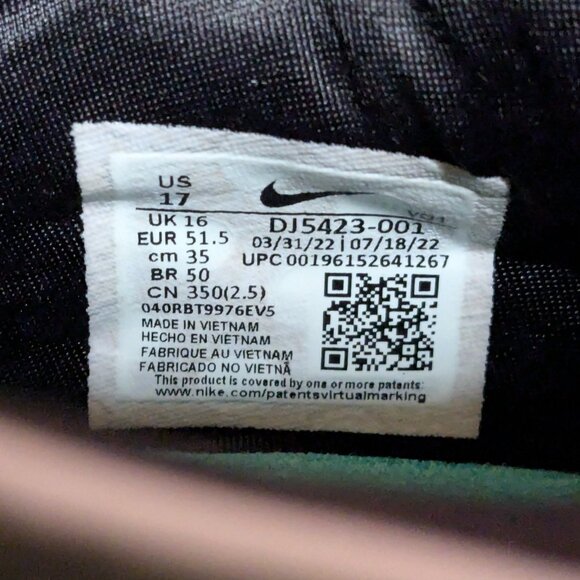 US
17
UK 16
EUR 51.5
cm 35
BR 50
CN 350(2.5)
DJ5423-001
03/31/22 | 07/18/22
UPC 00196152641267
040RBT9976EV5
MADE IN VIETNAM
HECHO EN VIETNAM
FABRIQUE AU VIETNAM
FABRICADO NO VIETNÃ
This product is covered by one or more patents:
www.nike.com/patentsvirtualmarking